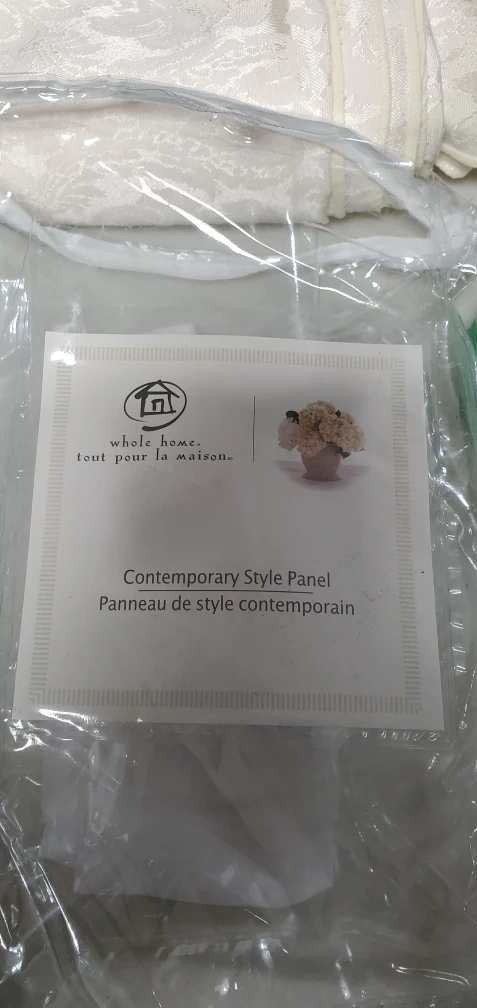 whole home.
tout pour la maison.
Contemporary Style Panel
Panneau de style contemporain